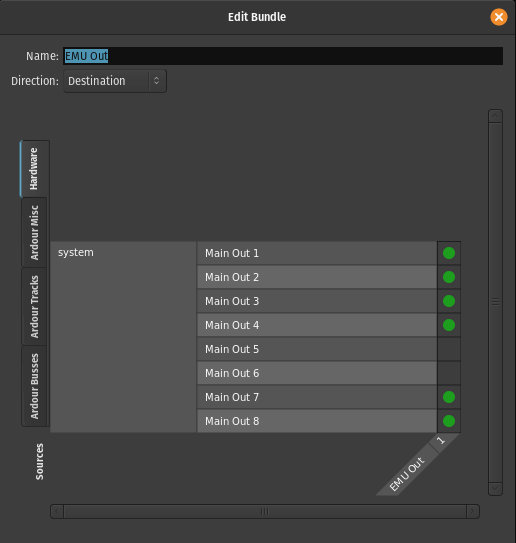 Edit Bundle
Name: EMU Out
Direction: Destination
Hardware
Ardour Misc
Ardour Tracks
Ardour Busses
Sources
system
Main Out 1
Main Out 2
Main Out 3
Main Out 4
Main Out 5
Main Out 6
Main Out 7
Main Out 8
EMU Out 1